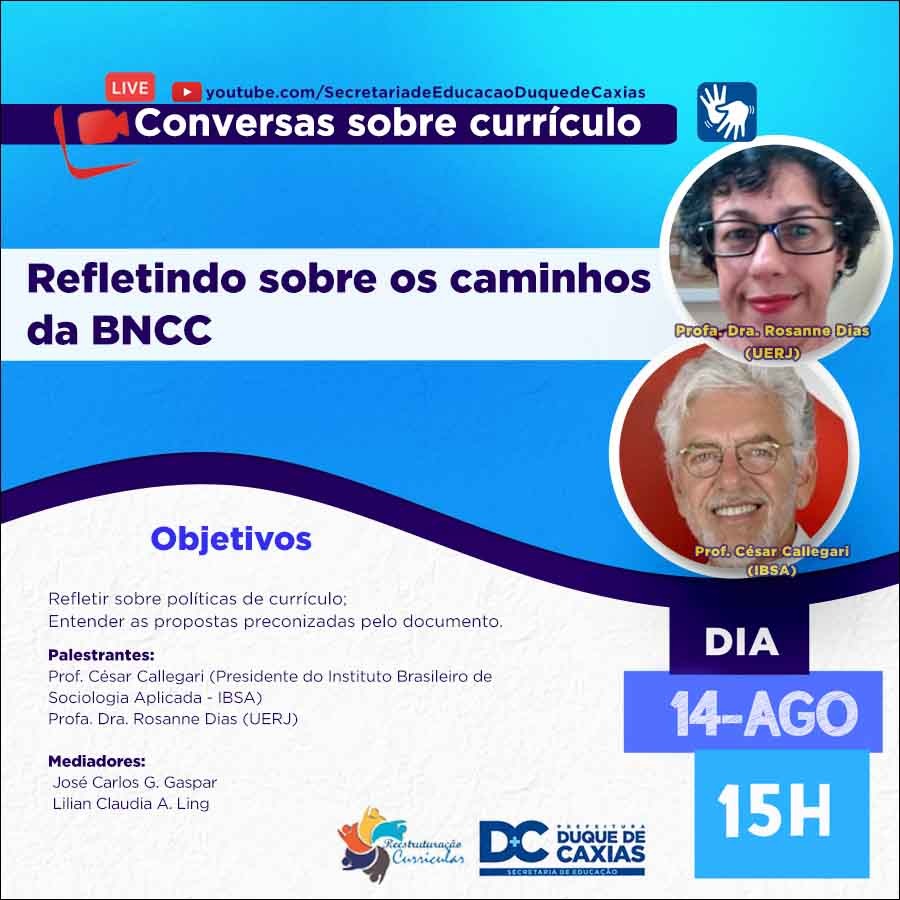 LIVE
youtube.com/SecretariadeEducacaoDuquedeCaxias
Conversas sobre currículo
Refletindo sobre os caminhos
da BNCC
Profa. Dra. Rosanne Dias
(UERJ)
Prof. César Callegari
(IBSA)
Objetivos
Refletir sobre políticas de currículo;
Entender as propostas preconizadas pelo documento.
Palestrantes:
Prof. César Callegari (Presidente do Instituto Brasileiro de
Sociologia Aplicada - IBSA)
Profa. Dra. Rosanne Dias (UERJ)
Mediadores:
José Carlos G. Gaspar
Lilian Claudia A. Ling
DIA
14-AGO
15H
Reestruturação
Curricular
D+C
PREFEITURA
DUQUE DE
CAXIAS
SECRETARIA DE EDUCAÇÃO